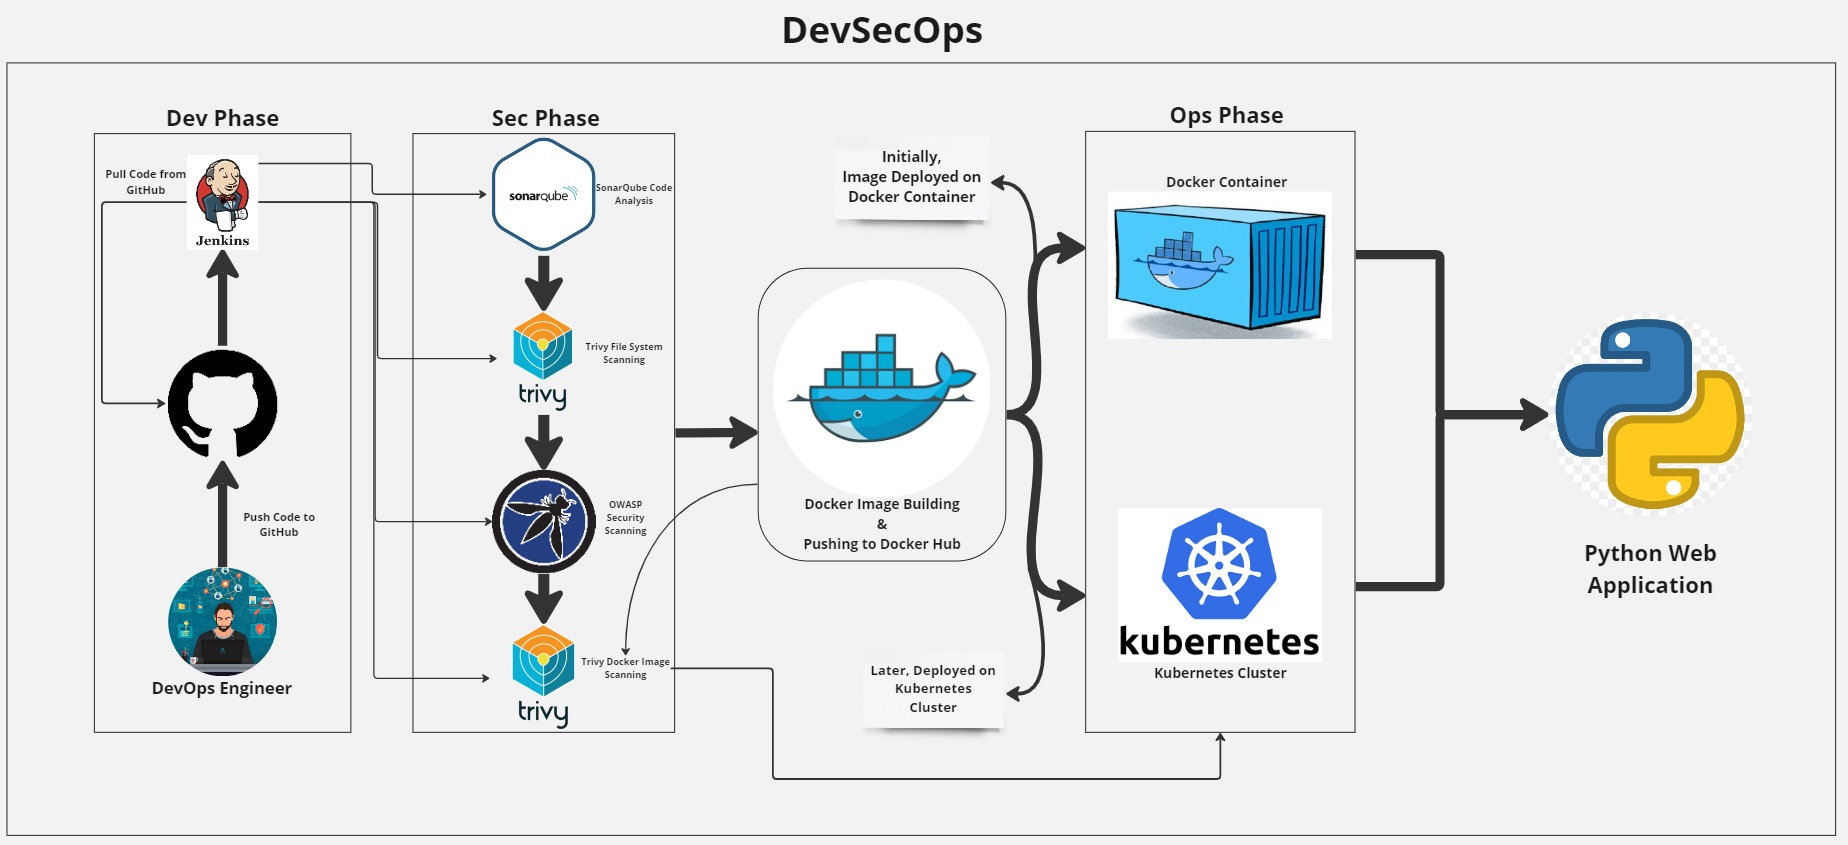 DevSecOps
Dev Phase
Pull Code from
GitHub
Jenkins
Push Code to
GitHub
DevOps Engineer
Sec Phase
sonarqube
SonarQube Code
Analysis
Trivy File System
Scanning
trivy
OWASP
Security
Scanning
Trivy Docker Image
Scanning
trivy
Docker Image Building
&
Pushing to Docker Hub
Initially,
Image Deployed on
Docker Container
Later, Deployed on
Kubernetes
Cluster
Ops Phase
Docker Container
kubernetes
Kubernetes Cluster
Python Web
Application